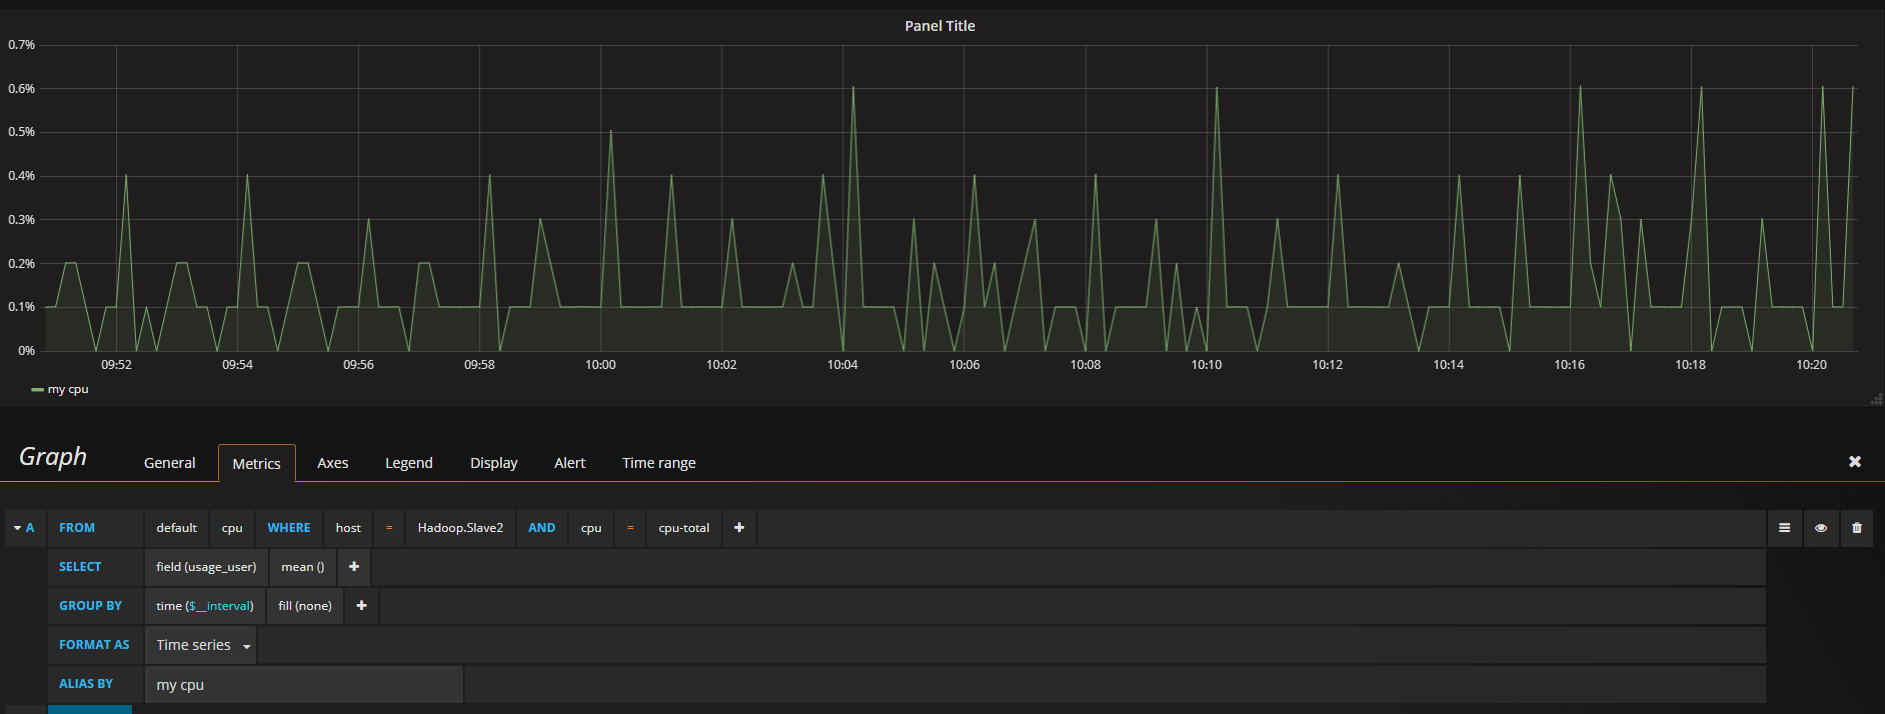 Panel Title
0.7%
0.6%
0.5%
0.4%
0.3%
0.2%
0.1%
0%
09:52 09:54 09:56 09:58 10:00 10:02 10:04 10:06 10:08 10:10 10:12 10:14 10:16 10:18 10:20
my cpu
Graph General Metrics Axes Legend Display Alert Time range
A FROM default cpu WHERE host = Hadoop.Slave2 AND cpu = cpu-total
SELECT field (usage_user) mean ()
GROUP BY time ($__interval) fill (none)
FORMAT AS Time series
ALIAS BY my cpu